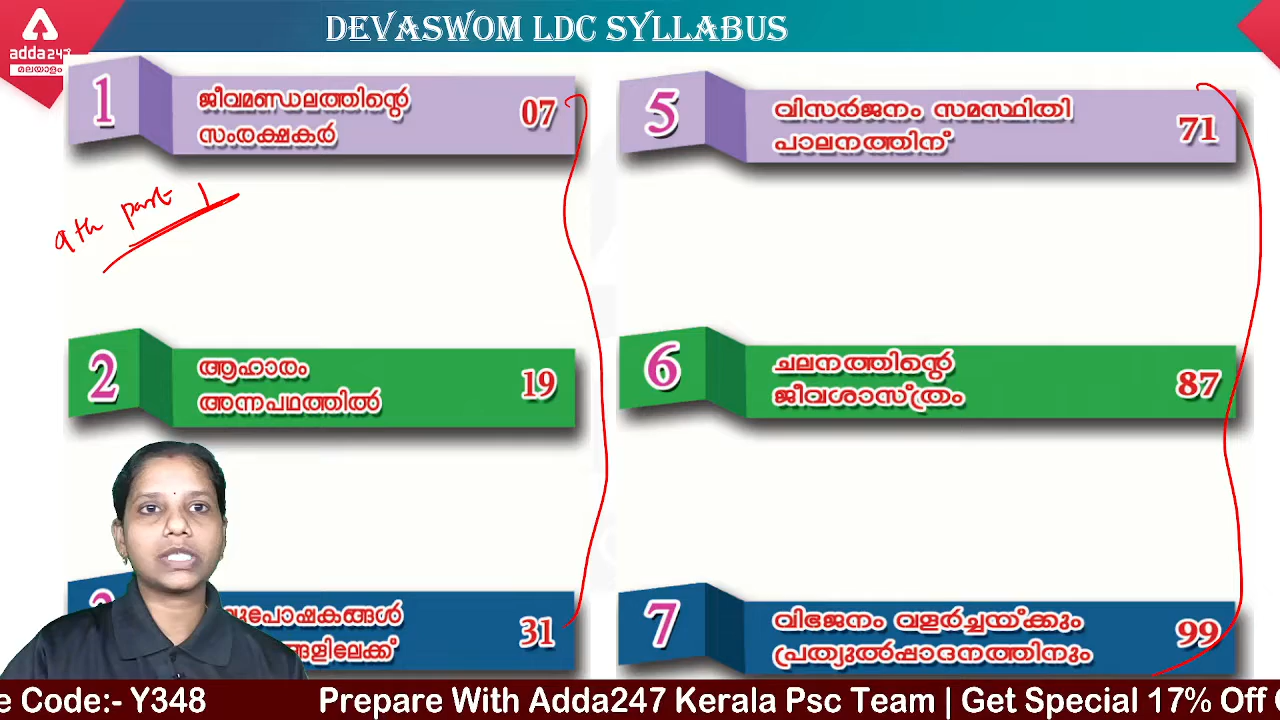 DEVASWOM LDC SYLLABUS
adda247
മലയാളം
1
ജീവമണ്ഡലത്തിന്റെ
സംരക്ഷകർ
07
9th part 1
2
ആഹാരം
അന്നപഥത്തിൽ
19
31
5
വിസർജനം സമസ്ഥിതി
പാലനത്തിന്
71
6
ചലനത്തിന്റെ
ജീവശാസ്ത്രം
87
7
വിഭജനം വളർച്ചയ്ക്കും
പ്രത്യുൽപ്പാദനത്തിനും
99
e Code:- Y348 Prepare With Adda247 Kerala Psc Team | Get Special 17% Off